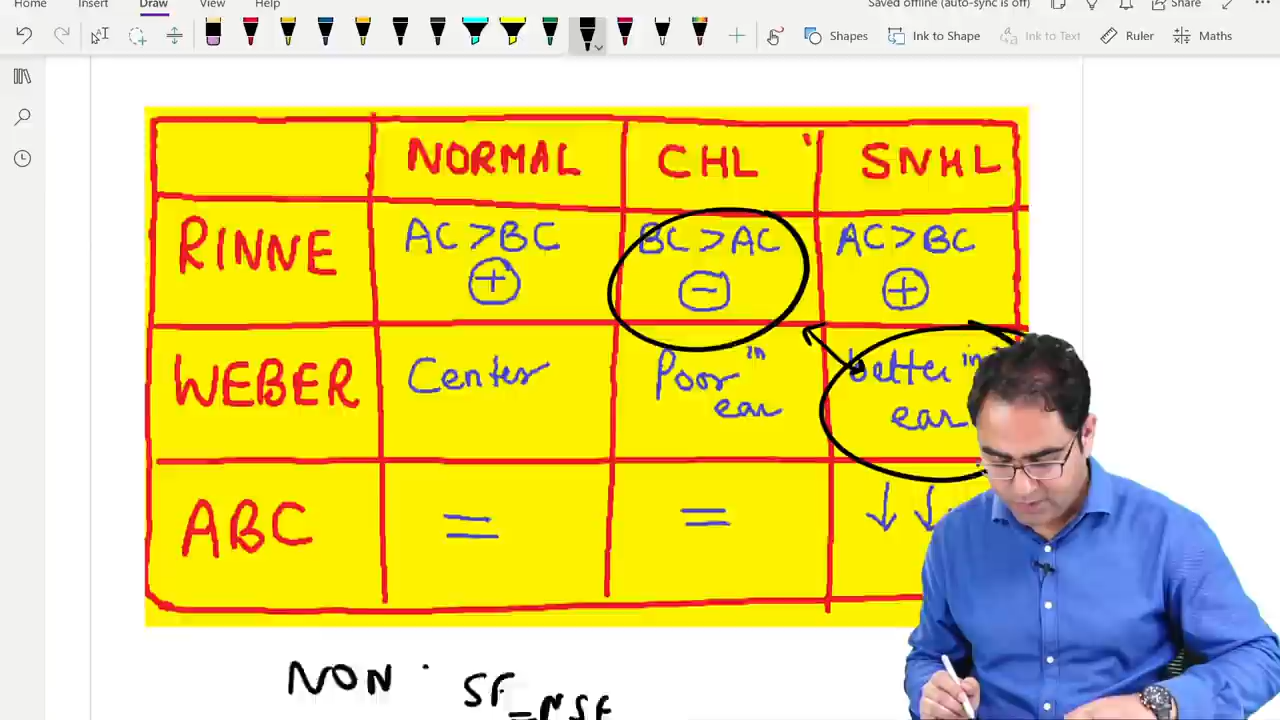 Home Insert Draw View Help Saved offline (auto-sync is off) Share
Shapes Ink to Shape Ink to Text Ruler Maths
NORMAL CHL SNHL
RINNE AC>BC BC>AC AC>BC
+ − +
WEBER Center Poor in ear better in ear
ABC = = ↓ ↓
NON SF
= NSF